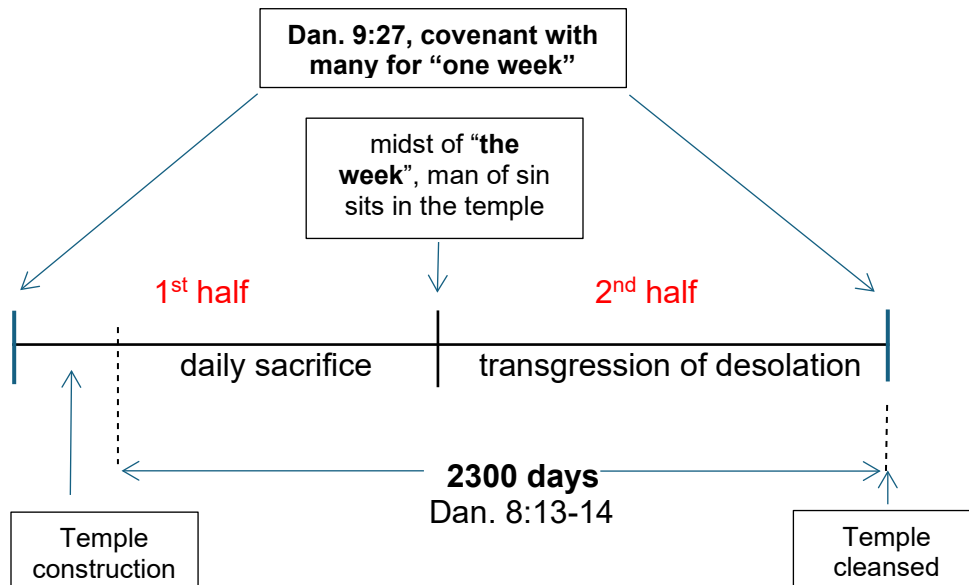 Dan. 9:27, covenant with
many for “one week”
midst of “the
week”, man of sin
sits in the temple
1st half
2nd half
daily sacrifice
transgression of desolation
2300 days
Dan. 8:13-14
Temple
construction
Temple
cleansed